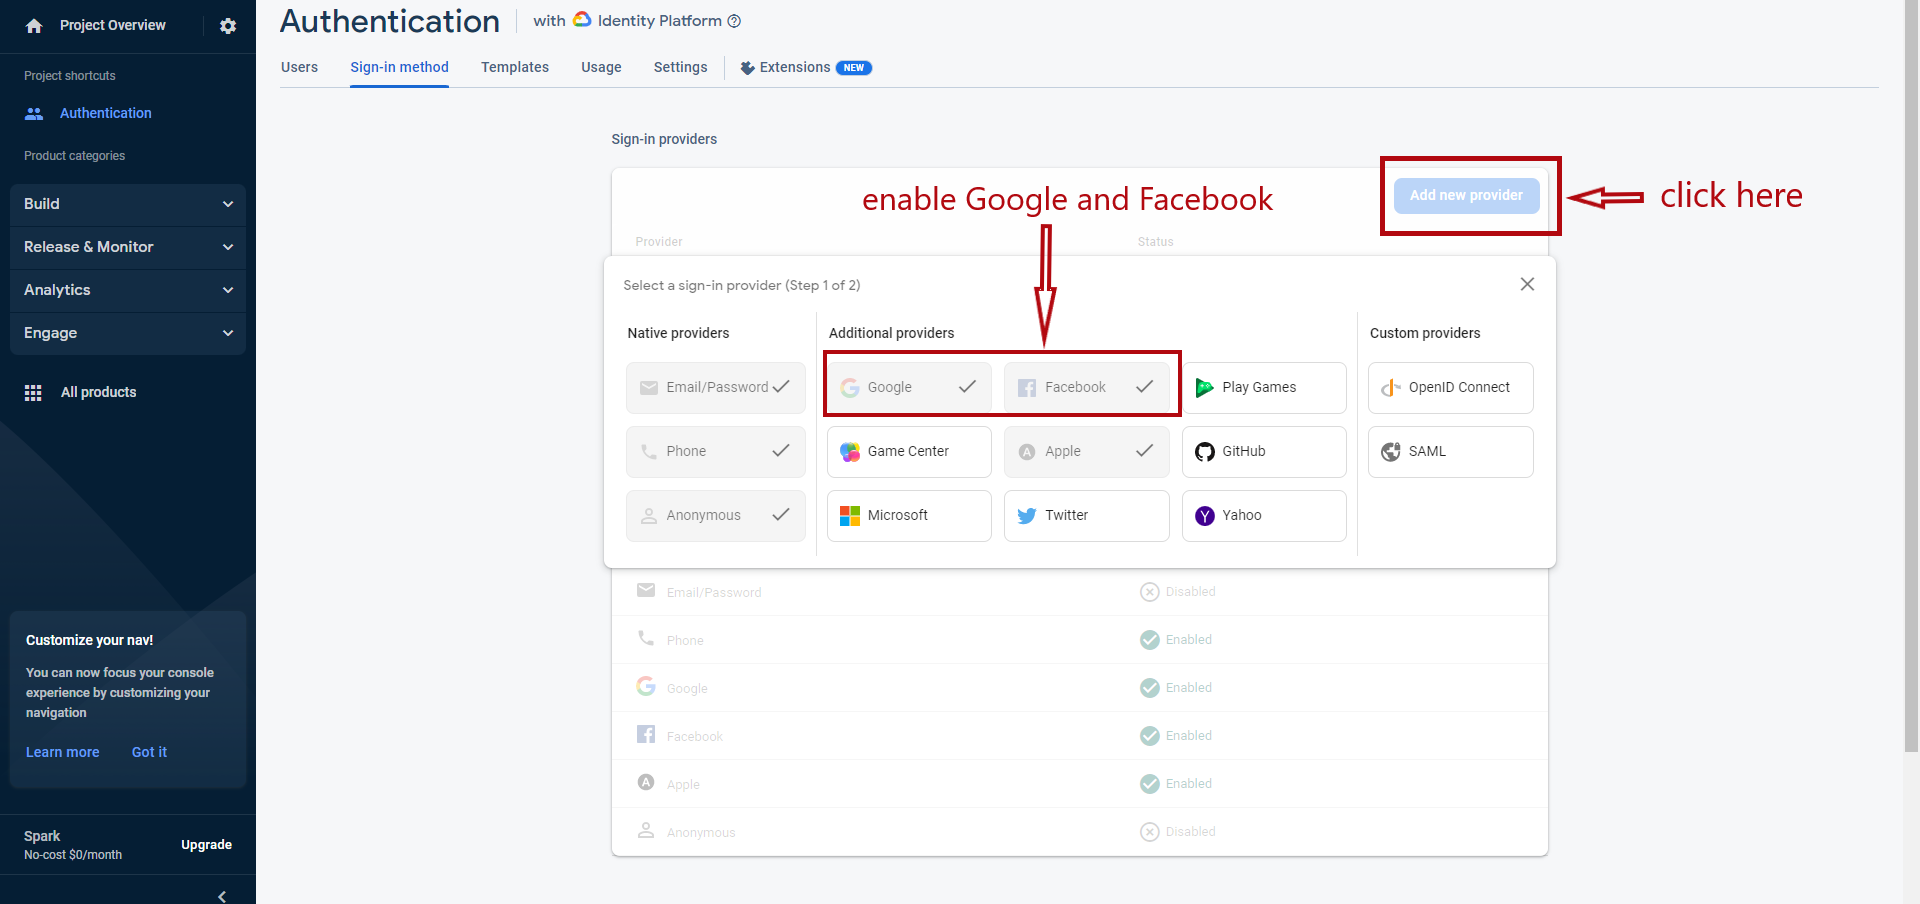 Project Overview
Project shortcuts
Authentication
Product categories
Build
Release & Monitor
Analytics
Engage
All products
Customize your nav!
You can now focus your console
experience by customizing your
navigation
Learn more Got it
Spark
No-cost $0/month
Upgrade
Authentication with Identity Platform
Users Sign-in method Templates Usage Settings Extensions NEW
Sign-in providers
enable Google and Facebook
Add new provider
click here
Provider Status
Select a sign-in provider (Step 1 of 2)
Native providers
Email/Password
Phone
Anonymous
Additional providers
Google Facebook Play Games
Game Center Apple GitHub
Microsoft Twitter Yahoo
Custom providers
OpenID Connect
SAML
Email/Password Disabled
Phone Enabled
Google Enabled
Facebook Enabled
Apple Enabled
Anonymous Disabled